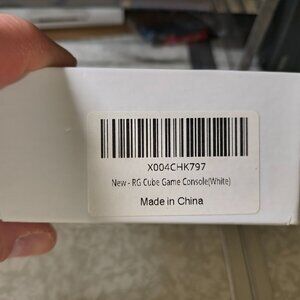 X004CHK797
New - RG Cube Game Console(White)
Made in China